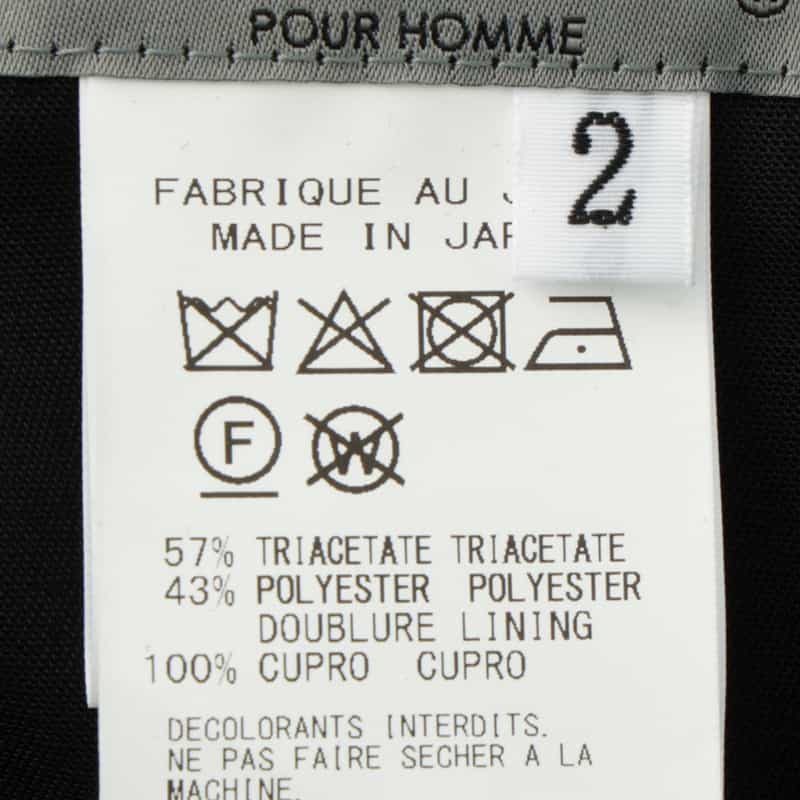 POUR HOMME
2
FABRIQUE AU
MADE IN
F
W
57% TRIACETATE TRIACETATE
43% POLYESTER POLYESTER
DOUBLURE LINING
100% CUPRO CUPRO
DECOLORANTS INTERDITS.
NE PAS FAIRE SECHER A LA
MACHINE.